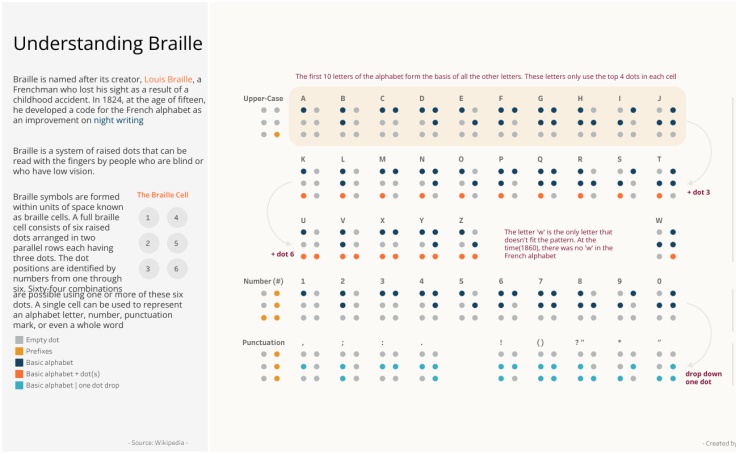 Understanding Braille
Braille is named after its creator, Louis Braille, a
Frenchman who lost his sight as a result of a
childhood accident. In 1824, at the age of fifteen,
he developed a code for the French alphabet as
an improvement on night writing
Braille is a system of raised dots that can be
read with the fingers by people who are blind or
who have low vision.
Braille symbols are formed
within units of space known
as braille cells. A full braille
cell consists of six raised
dots arranged in two
parallel rows each having
three dots. The dot
positions are identified by
numbers from one through
six. Sixty-four combinations
are possible using one or more of these six
dots. A single cell can be used to represent
an alphabet letter, number, punctuation
mark, or even a whole word
The Braille Cell
1 4
2 5
3 6
Empty dot
Prefixes
Basic alphabet
Basic alphabet + dot(s)
Basic alphabet | one dot drop
- Source: Wikipedia -
The first 10 letters of the alphabet form the basis of all the other letters. These letters only use the top 4 dots in each cell
Upper-Case A B C D E F G H I J
K L M N O P Q R S T
+ dot 3
U V X Y Z W
The letter 'w' is the only letter that
doesn't fit the pattern. At the
time(1860), there was no 'w' in the
French alphabet
+ dot 6
Number (#) 1 2 3 4 5 6 7 8 9 0
Punctuation , ; : . ! () ? " * "
drop down
one dot
- Created by